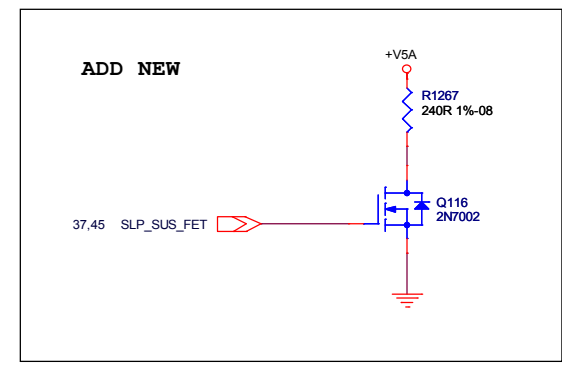 ADD NEW
+V5A
R1267
240R 1%-08
Q116
2N7002
37,45 SLP_SUS_FET